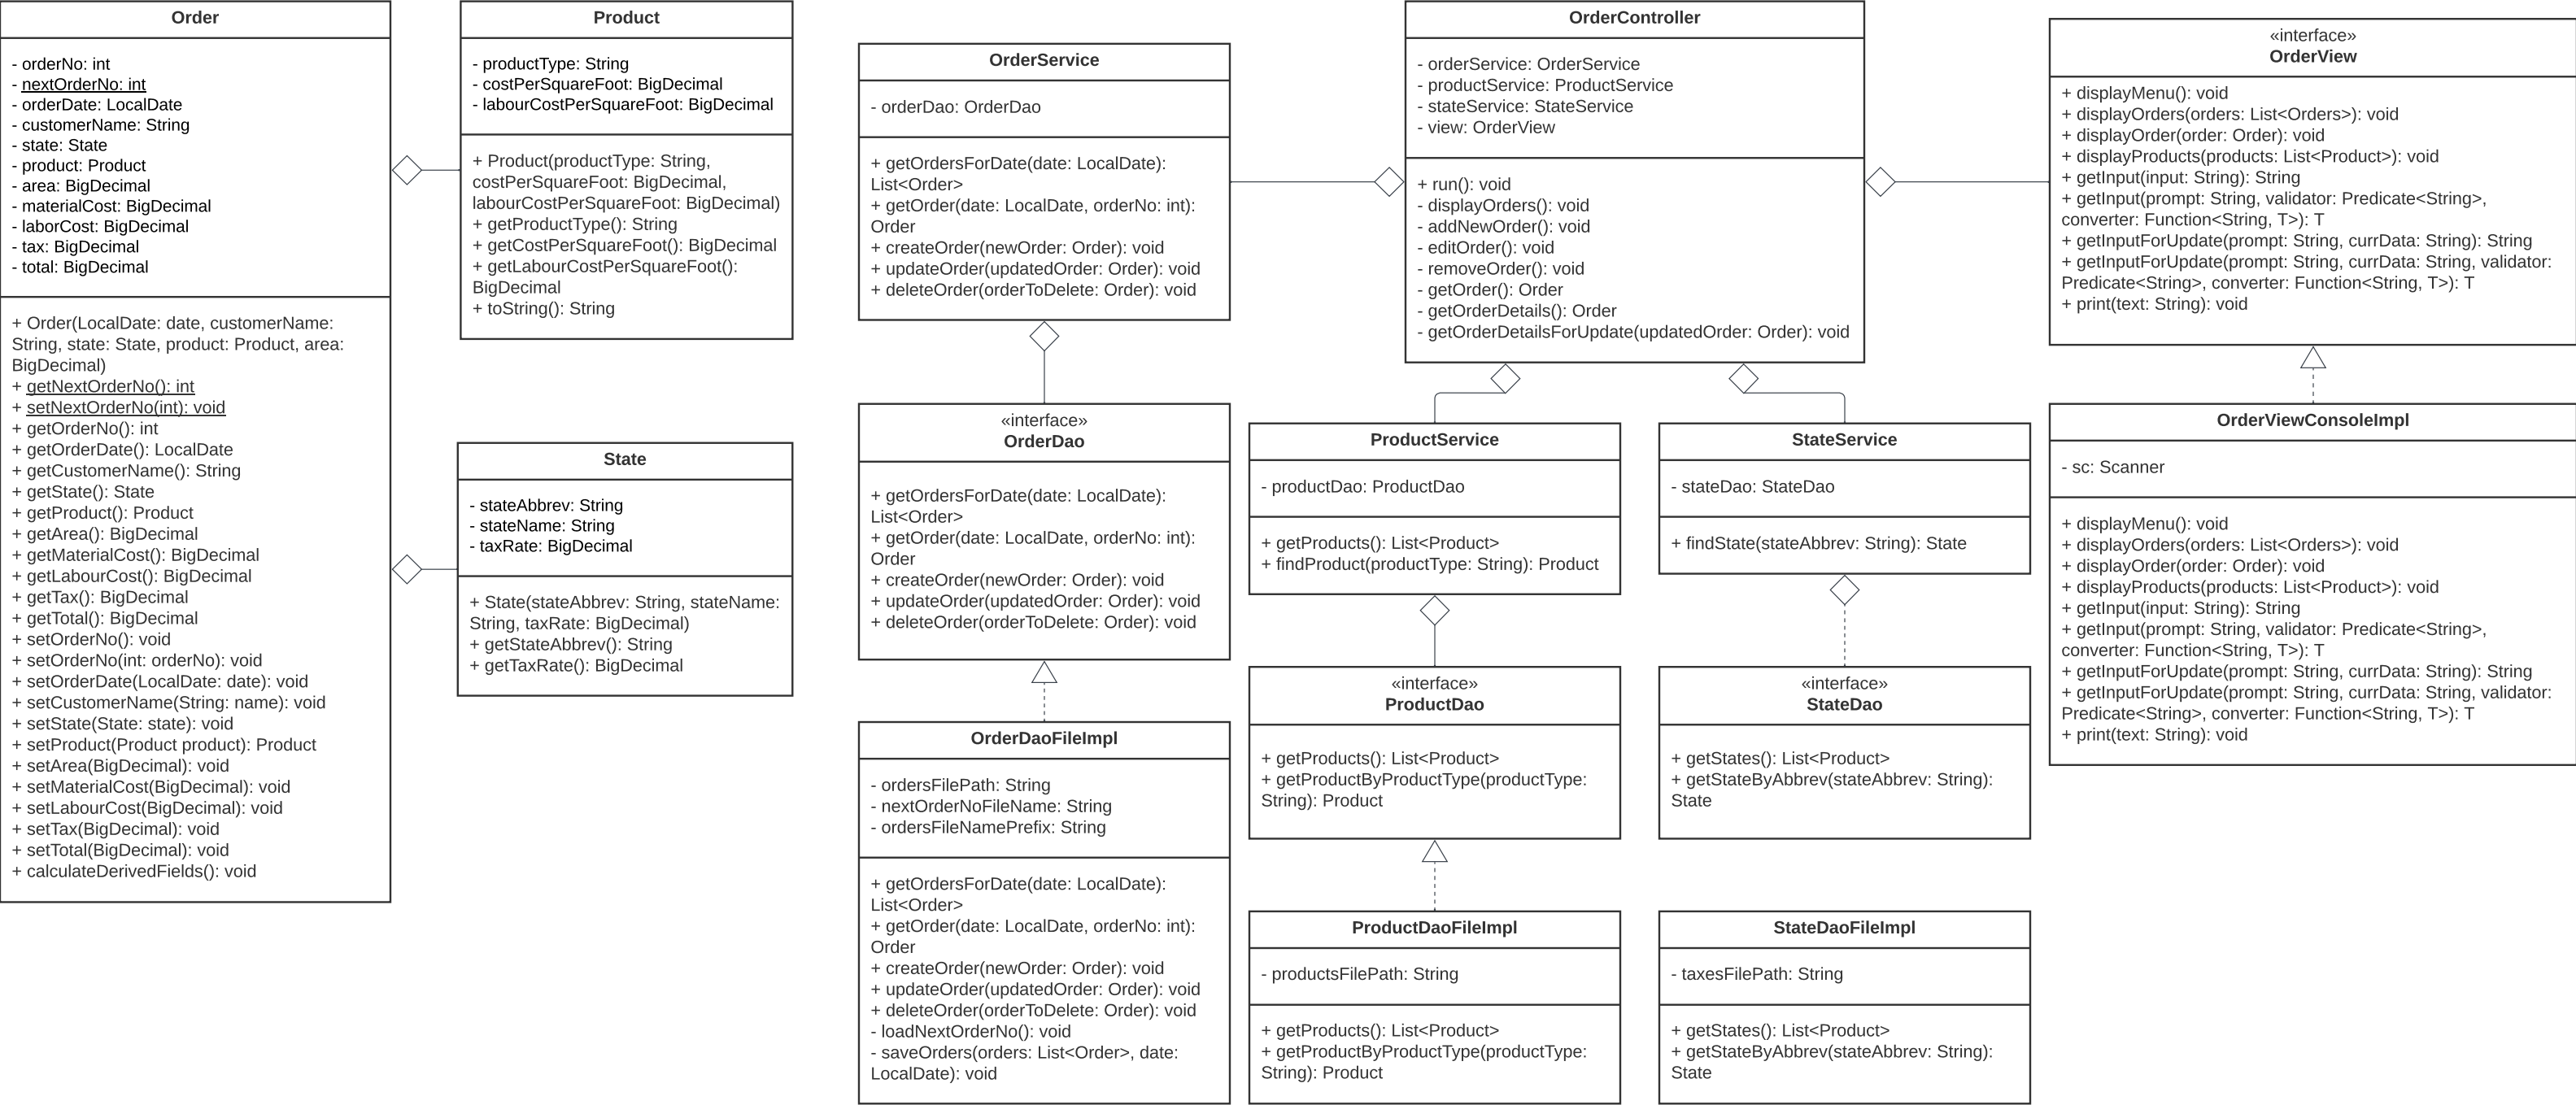 Order
- orderNo: int
- nextOrderNo: int
- orderDate: LocalDate
- customerName: String
- state: State
- product: Product
- area: BigDecimal
- materialCost: BigDecimal
- laborCost: BigDecimal
- tax: BigDecimal
- total: BigDecimal
+ Order(LocalDate: date, customerName:
String, state: State, product: Product, area:
BigDecimal)
+ getNextOrderNo(): int
+ setNextOrderNo(int): void
+ getOrderNo(): int
+ getOrderDate(): LocalDate
+ getCustomerName(): String
+ getState(): State
+ getProduct(): Product
+ getArea(): BigDecimal
+ getMaterialCost(): BigDecimal
+ getLabourCost(): BigDecimal
+ getTax(): BigDecimal
+ getTotal(): BigDecimal
+ setOrderNo(): void
+ setOrderNo(int: orderNo): void
+ setOrderDate(LocalDate: date): void
+ setCustomerName(String: name): void
+ setState(State: state): void
+ setProduct(Product product): Product
+ setArea(BigDecimal): void
+ setMaterialCost(BigDecimal): void
+ setLabourCost(BigDecimal): void
+ setTax(BigDecimal): void
+ setTotal(BigDecimal): void
+ calculateDerivedFields(): void
Product
- productType: String
- costPerSquareFoot: BigDecimal
- labourCostPerSquareFoot: BigDecimal
+ Product(productType: String,
costPerSquareFoot: BigDecimal,
labourCostPerSquareFoot: BigDecimal)
+ getProductType(): String
+ getCostPerSquareFoot(): BigDecimal
+ getLabourCostPerSquareFoot():
BigDecimal
+ toString(): String
State
- stateAbbrev: String
- stateName: String
- taxRate: BigDecimal
+ State(stateAbbrev: String, stateName:
String, taxRate: BigDecimal)
+ getStateAbbrev(): String
+ getTaxRate(): BigDecimal
OrderService
- orderDao: OrderDao
+ getOrdersForDate(date: LocalDate):
List<Order>
+ getOrder(date: LocalDate, orderNo: int):
Order
+ createOrder(newOrder: Order): void
+ updateOrder(updatedOrder: Order): void
+ deleteOrder(orderToDelete: Order): void
«interface»
OrderDao
+ getOrdersForDate(date: LocalDate):
List<Order>
+ getOrder(date: LocalDate, orderNo: int):
Order
+ createOrder(newOrder: Order): void
+ updateOrder(updatedOrder: Order): void
+ deleteOrder(orderToDelete: Order): void
OrderDaoFileImpl
- ordersFilePath: String
- nextOrderNoFileName: String
- ordersFileNamePrefix: String
+ getOrdersForDate(date: LocalDate):
List<Order>
+ getOrder(date: LocalDate, orderNo: int):
Order
+ createOrder(newOrder: Order): void
+ updateOrder(updatedOrder: Order): void
+ deleteOrder(orderToDelete: Order): void
- loadNextOrderNo(): void
- saveOrders(orders: List<Order>, date:
LocalDate): void
OrderController
- orderService: OrderService
- productService: ProductService
- stateService: StateService
- view: OrderView
+ run(): void
- displayOrders(): void
- addNewOrder(): void
- editOrder(): void
- removeOrder(): void
- getOrder(): Order
- getOrderDetails(): Order
- getOrderDetailsForUpdate(updatedOrder: Order): void
ProductService
- productDao: ProductDao
+ getProducts(): List<Product>
+ findProduct(productType: String): Product
«interface»
ProductDao
+ getProducts(): List<Product>
+ getProductByProductType(productType:
String): Product
ProductDaoFileImpl
- productsFilePath: String
+ getProducts(): List<Product>
+ getProductByProductType(productType:
String): Product
StateService
- stateDao: StateDao
+ findState(stateAbbrev: String): State
«interface»
StateDao
+ getStates(): List<Product>
+ getStateByAbbrev(stateAbbrev: String):
State
StateDaoFileImpl
- taxesFilePath: String
+ getStates(): List<Product>
+ getStateByAbbrev(stateAbbrev: String):
State
«interface»
OrderView
+ displayMenu(): void
+ displayOrders(orders: List<Orders>): void
+ displayOrder(order: Order): void
+ displayProducts(products: List<Product>): void
+ getInput(input: String): String
+ getInput(prompt: String, validator: Predicate<String>,
converter: Function<String, T>): T
+ getInputForUpdate(prompt: String, currData: String): String
+ getInputForUpdate(prompt: String, currData: String, validator:
Predicate<String>, converter: Function<String, T>): T
+ print(text: String): void
OrderViewConsoleImpl
- sc: Scanner
+ displayMenu(): void
+ displayOrders(orders: List<Orders>): void
+ displayOrder(order: Order): void
+ displayProducts(products: List<Product>): void
+ getInput(input: String): String
+ getInput(prompt: String, validator: Predicate<String>,
converter: Function<String, T>): T
+ getInputForUpdate(prompt: String, currData: String): String
+ getInputForUpdate(prompt: String, currData: String, validator:
Predicate<String>, converter: Function<String, T>): T
+ print(text: String): void